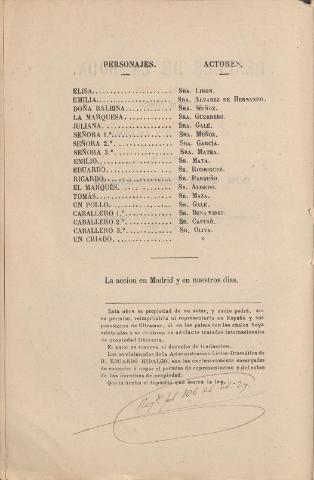 PERSONAJES. ACTORES.
ELISA.................... SRA. LIRON.
EMILIA.................. SRA. ALVAREZ DE HERNANDO.
DOÑA BALBINA.......... SRA. MUÑOZ.
LA MARQUESA.......... SRA. GUERRERO.
JULIANA................. SRA. GALÉ.
SEÑORA 1.ª.............. SRA. MUÑOZ.
SEÑORA 2.ª.............. SRA. GARCÍA.
SEÑORA 3.ª.............. SRA. MATRA.
EMILIO................... SR. MATA.
EDUARDO................ SR. RODRIGUEZ.
RICARDO................. SR. PARREÑO.
EL MARQUÉS............. SR. ALBEDO.
TOMÁS................... SR. MAZA.
UN POLLO................ SR. GALE.
CABALLERO 1.º.......... SR. BENAVIDES.
CABALLERO 2.º.......... SR. CASTRO.
CABALLERO 3.º.......... SR. OLIVA.
UN CRIADO............... »
La accion en Madrid y en nuestros dias.
Esta obra es propiedad de su autor, y nadie podrá, sin
su permiso, reimprimirla ni representarla en España y sus
posesiones de Ultramar, ni en los países con los cuales haya
celebrados ó se celebren en adelante tratados internacionales
de propiedad literaria.
El autor se reserva el derecho de traduccion.
Los comisionados de la Administracion Lírico-Dramática de
D. EDUARDO HIDALGO, son los exclusivamente encargados
de conceder ó negar el permiso de representacion y del cobro
de los derechos de propiedad.
Queda hecho el depósito que marca la ley.
fol 106